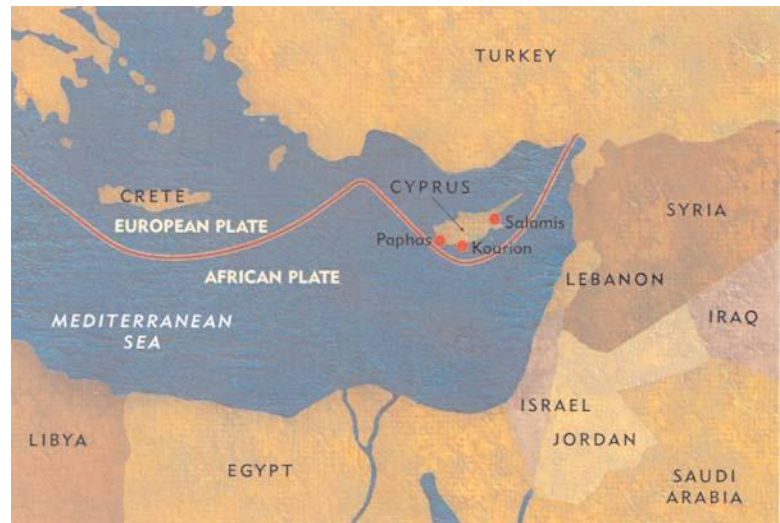 TURKEY
CRETE
CYPRUS
EUROPEAN PLATE
Salamis
SYRIA
Paphos
Kourion
AFRICAN PLATE
LEBANON
MEDITERRANEAN
SEA
IRAQ
ISRAEL
LIBYA
JORDAN
EGYPT
SAUDI
ARABIA